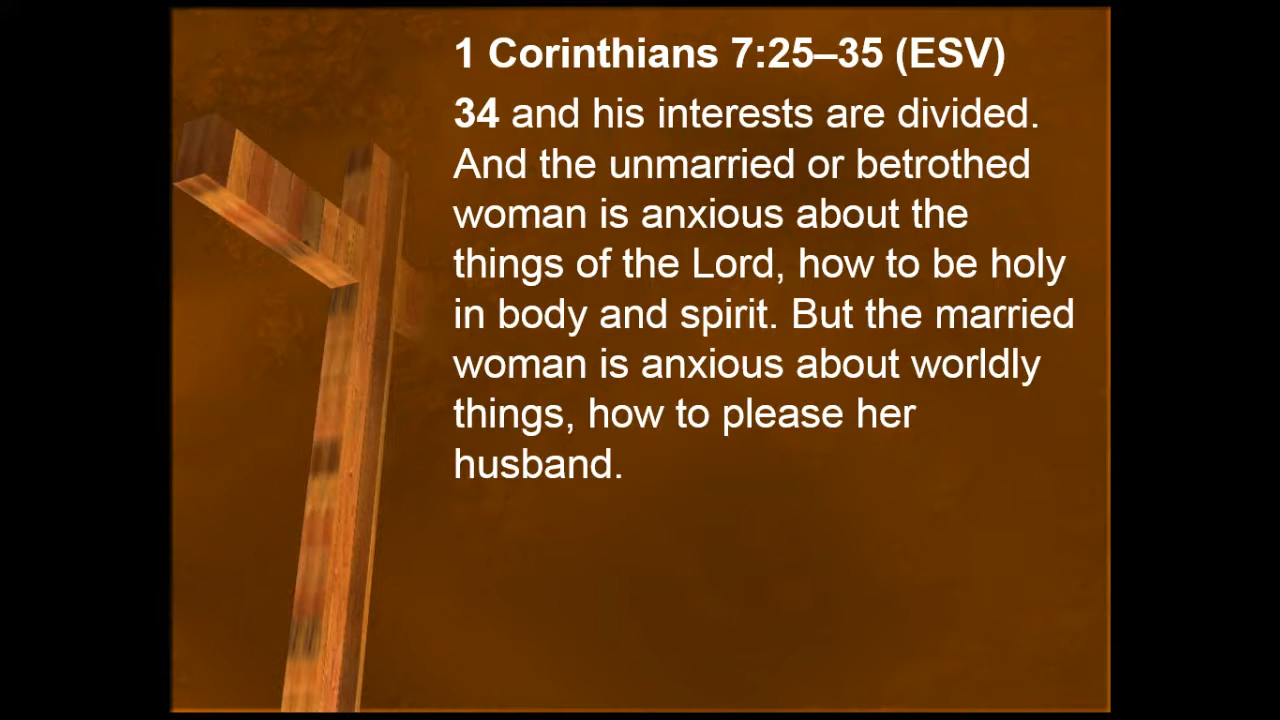 1 Corinthians 7:25–35 (ESV)
34 and his interests are divided.
And the unmarried or betrothed
woman is anxious about the
things of the Lord, how to be holy
in body and spirit. But the married
woman is anxious about worldly
things, how to please her
husband.